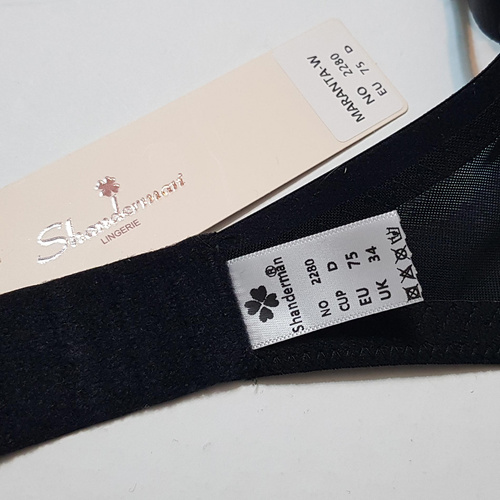 MARANTA-W
NO 2280
EU 75 D
Shanderman
LINGERIE
Shanderman®
NO 2280
CUP D
EU 75
UK 34